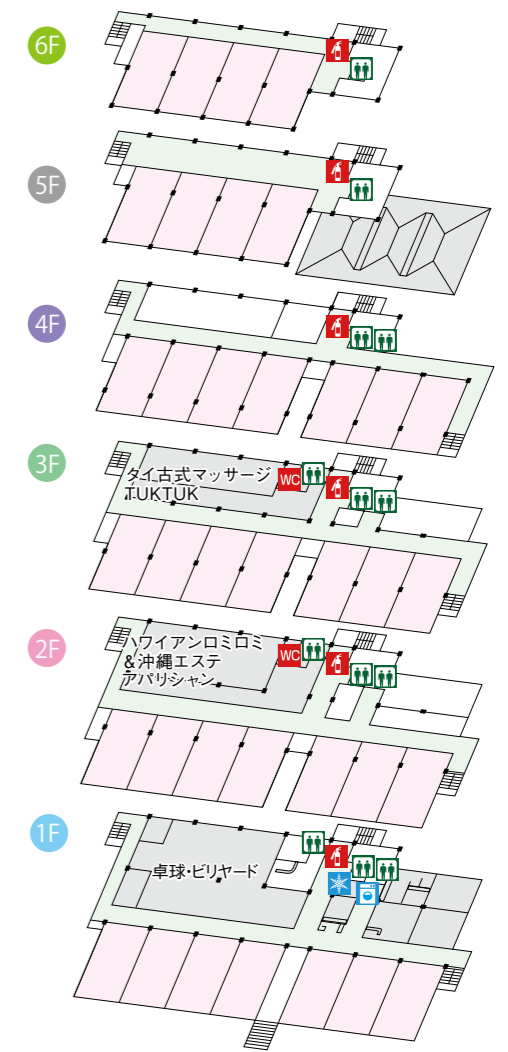 6F
5F
4F
3F
タイ古式マッサージ
TUKTUK
WC
2F
ハワイアンロミロミ
&沖縄エステ
アパリシャン
WC
1F
卓球・ビリヤード